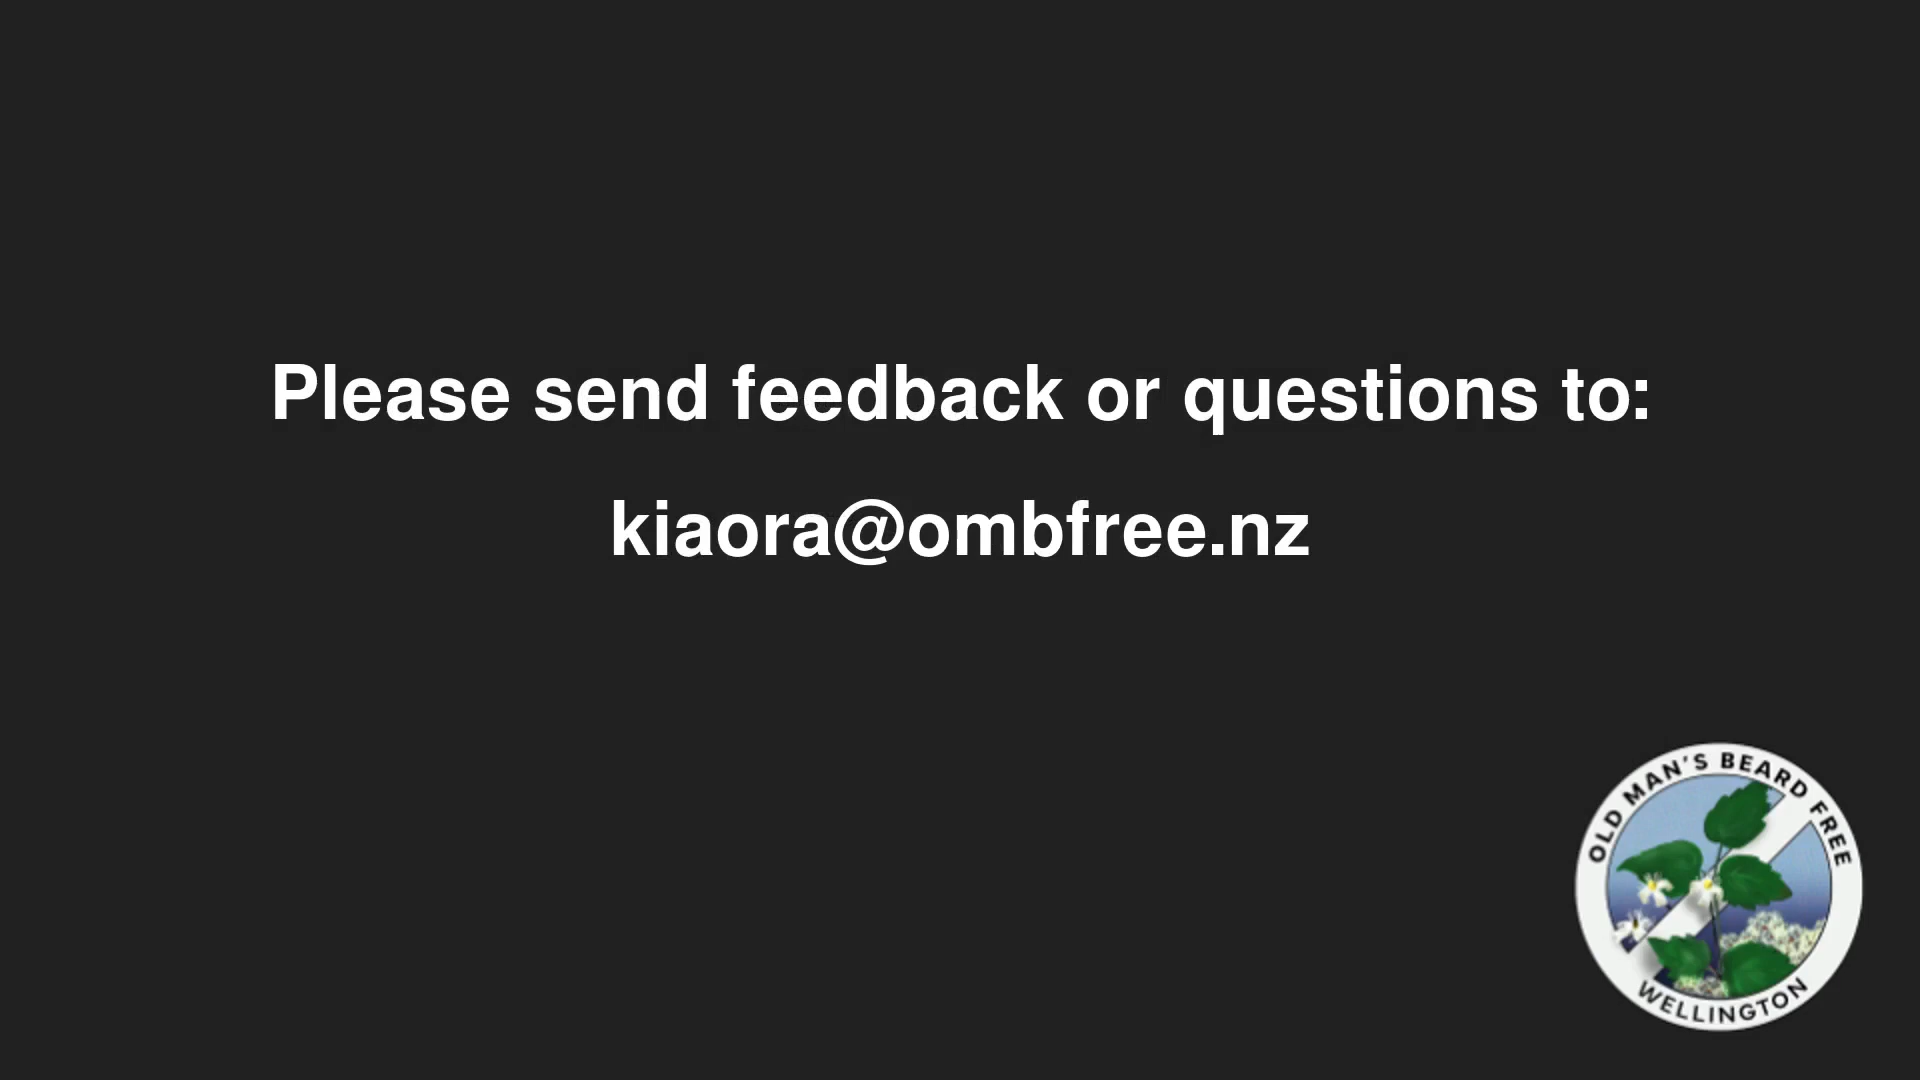 Please send feedback or questions to:
kiaora@ombfree.nz
OLD MAN'S BEARD FREE
WELLINGTON